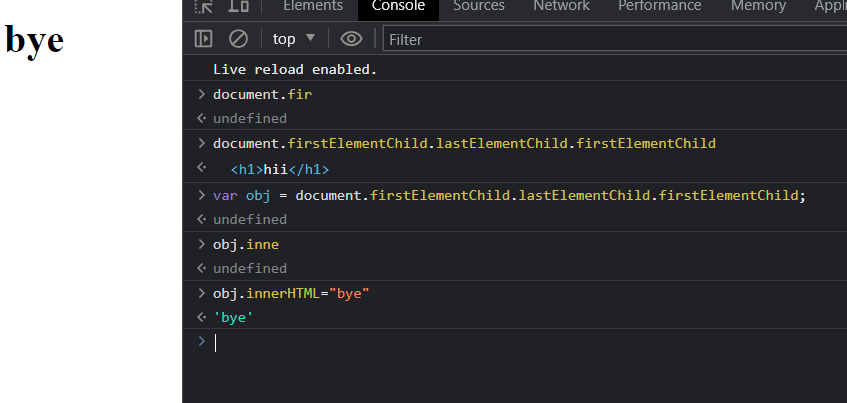 bye
Elements Console Sources Network Performance Memory Appl
top Filter
Live reload enabled.
document.fir
undefined
document.firstElementChild.lastElementChild.firstElementChild
<h1>hii</h1>
var obj = document.firstElementChild.lastElementChild.firstElementChild;
undefined
obj.inne
undefined
obj.innerHTML="bye"
'bye'